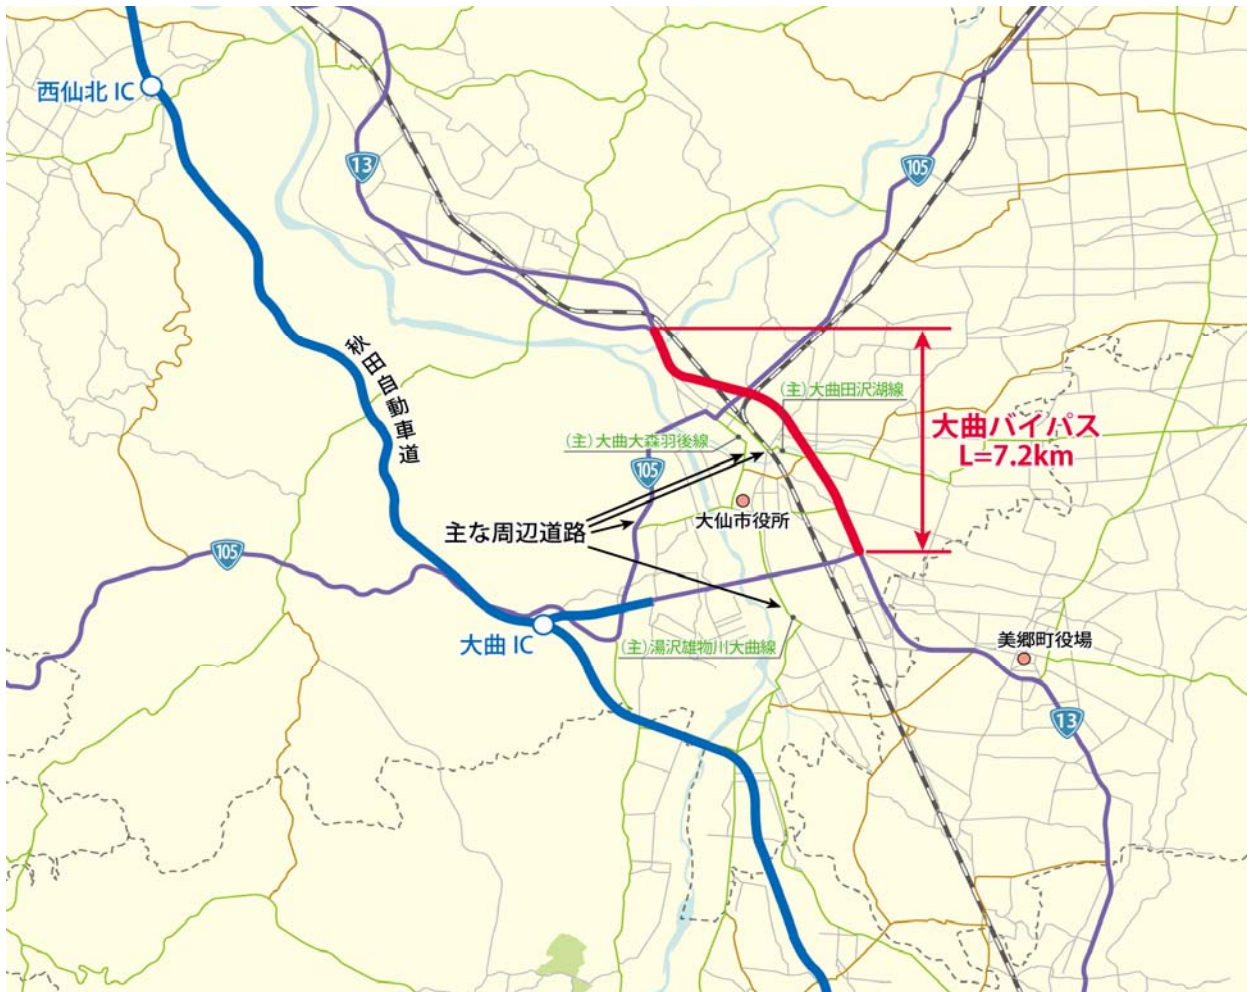 西仙北 IC
13
105
秋田自動車道
(主)大曲田沢湖線
大曲バイパス
L=7.2km
(主)大曲大森羽後線
105
大仙市役所
主な周辺道路
105
大曲 IC
(主)湯沢雄物川大曲線
美郷町役場
13